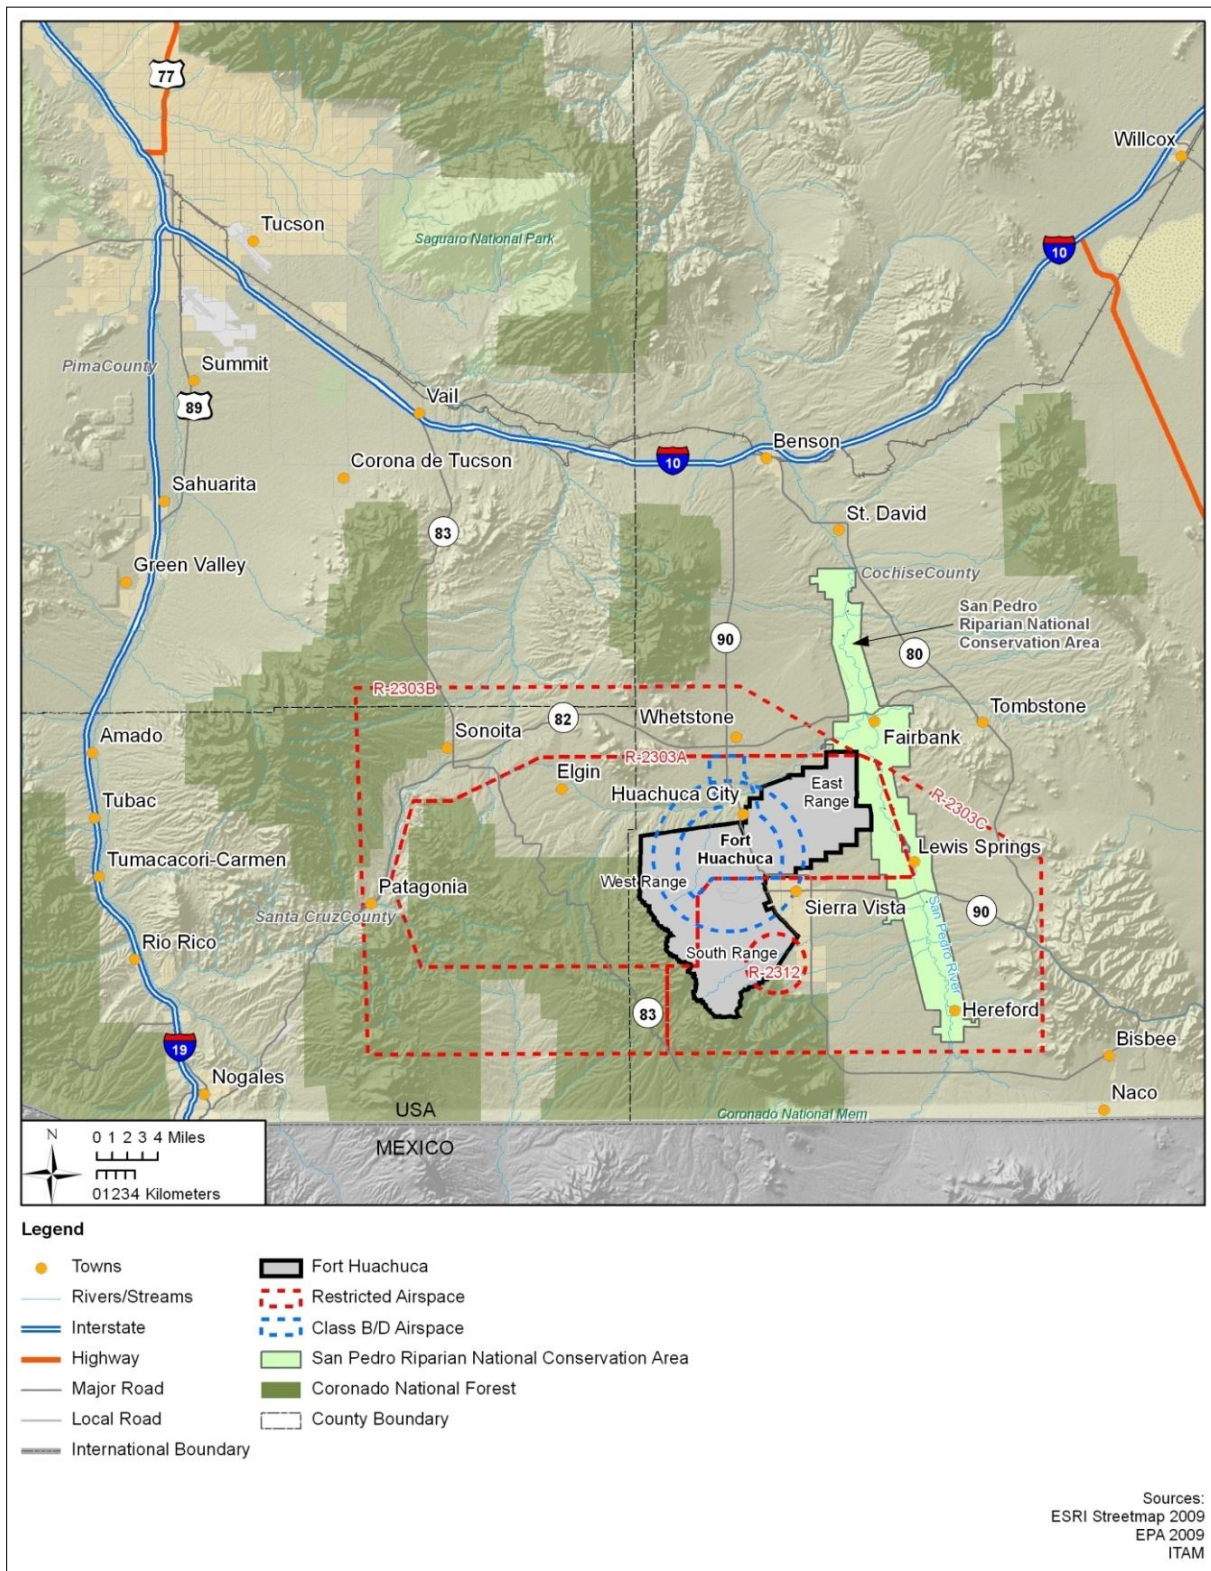 77
Willcox
Tucson
Saguaro National Park
10
PimaCounty
Summit
89
Vail
Benson
10
Corona de Tucson
Sahuarita
83
St. David
Green Valley
CochiseCounty
San Pedro
Riparian National
Conservation Area
90
80
R-2303B
82
Whetstone
Tombstone
Sonoita
Amado
Fairbank
R-2303A
Elgin
East
Range
Huachuca City
R-2303C
Tubac
Fort
Huachuca
Lewis Springs
Tumacacori-Carmen
Patagonia
West Range
Sierra Vista
Santa CruzCounty
90
San Pedro River
Rio Rico
South Range
R-2312
83
Hereford
19
Bisbee
Nogales
Naco
USA
Coronado National Mem
MEXICO
N
0 1 2 3 4 Miles
01234 Kilometers
Legend
Towns
Fort Huachuca
Rivers/Streams
Restricted Airspace
Interstate
Class B/D Airspace
Highway
San Pedro Riparian National Conservation Area
Major Road
Coronado National Forest
Local Road
County Boundary
International Boundary
Sources:
ESRI Streetmap 2009
EPA 2009
ITAM